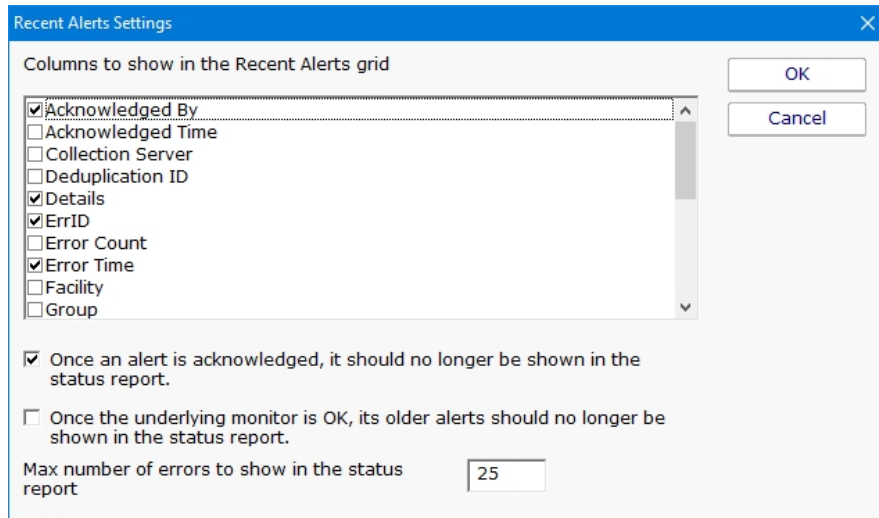 Recent Alerts Settings
Columns to show in the Recent Alerts grid
OK
Cancel
Acknowledged By
Acknowledged Time
Collection Server
Deduplication ID
Details
ErrID
Error Count
Error Time
Facility
Group
Once an alert is acknowledged, it should no longer be shown in the
status report.
Once the underlying monitor is OK, its older alerts should no longer be
shown in the status report.
Max number of errors to show in the status
report
25